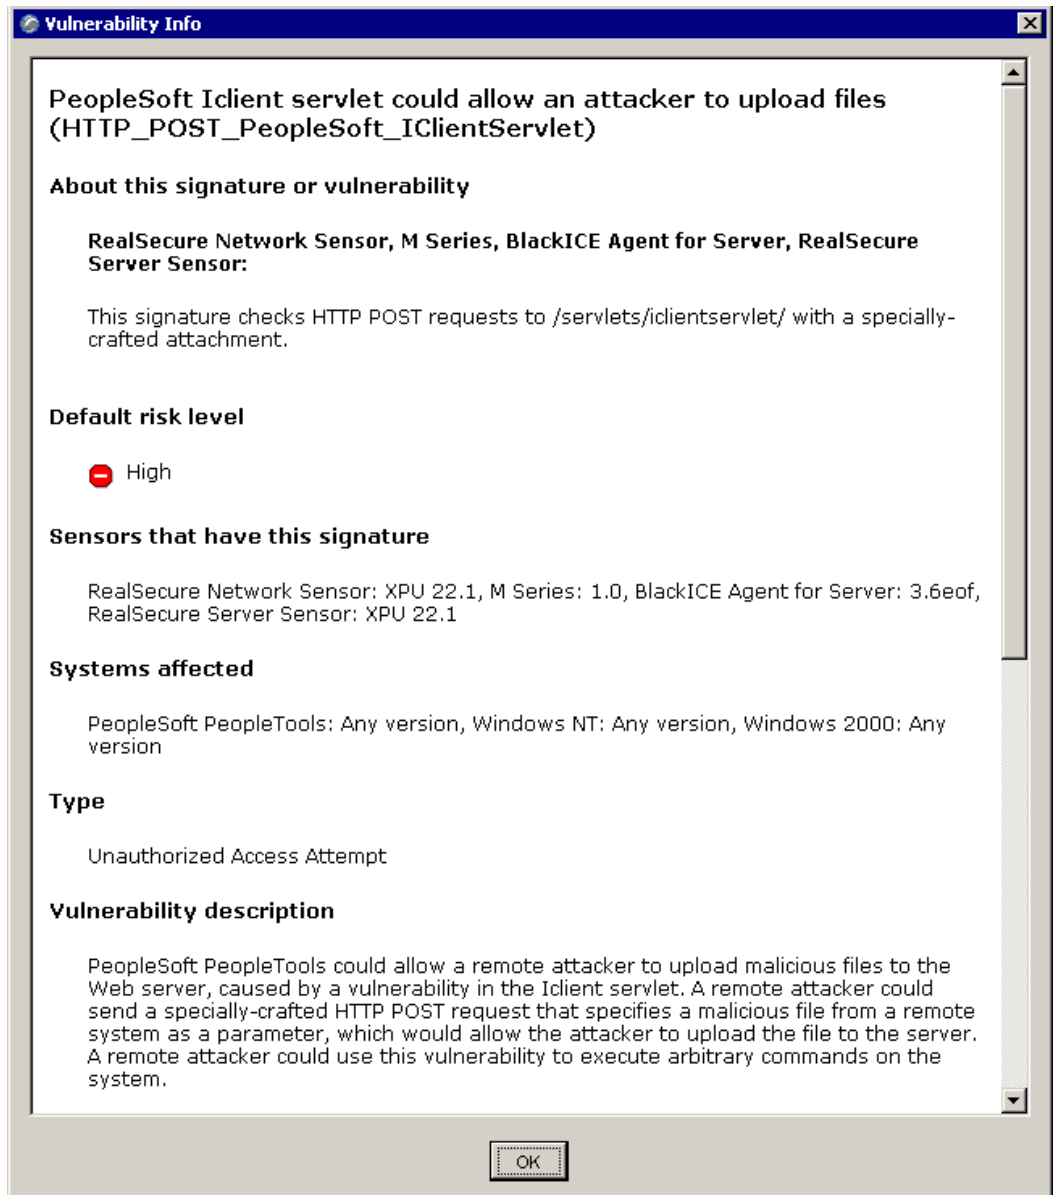 Vulnerability Info
PeopleSoft Iclient servlet could allow an attacker to upload files
(HTTP_POST_PeopleSoft_IClientServlet)
About this signature or vulnerability
RealSecure Network Sensor, M Series, BlackICE Agent for Server, RealSecure
Server Sensor:
This signature checks HTTP POST requests to /servlets/iclientservlet/ with a specially-
crafted attachment.
Default risk level
High
Sensors that have this signature
RealSecure Network Sensor: XPU 22.1, M Series: 1.0, BlackICE Agent for Server: 3.6eof,
RealSecure Server Sensor: XPU 22.1
Systems affected
PeopleSoft PeopleTools: Any version, Windows NT: Any version, Windows 2000: Any
version
Type
Unauthorized Access Attempt
Vulnerability description
PeopleSoft PeopleTools could allow a remote attacker to upload malicious files to the
Web server, caused by a vulnerability in the Iclient servlet. A remote attacker could
send a specially-crafted HTTP POST request that specifies a malicious file from a remote
system as a parameter, which would allow the attacker to upload the file to the server.
A remote attacker could use this vulnerability to execute arbitrary commands on the
system.
OK